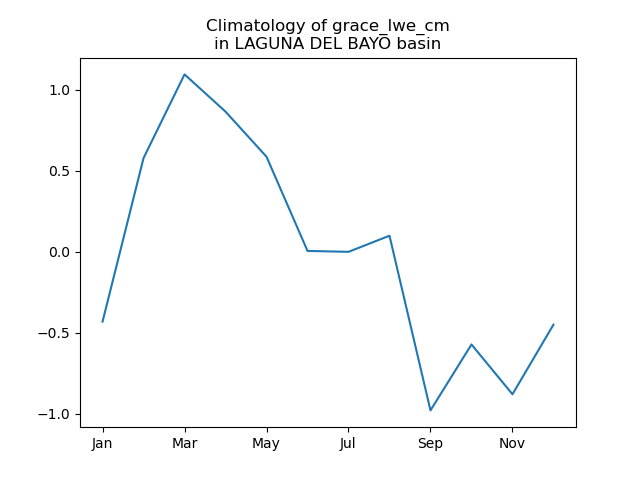 Climatology of grace_lwe_cm
in LAGUNA DEL BAYO basin
1.0
0.5
0.0
−0.5
−1.0
Jan Mar May Jul Sep Nov